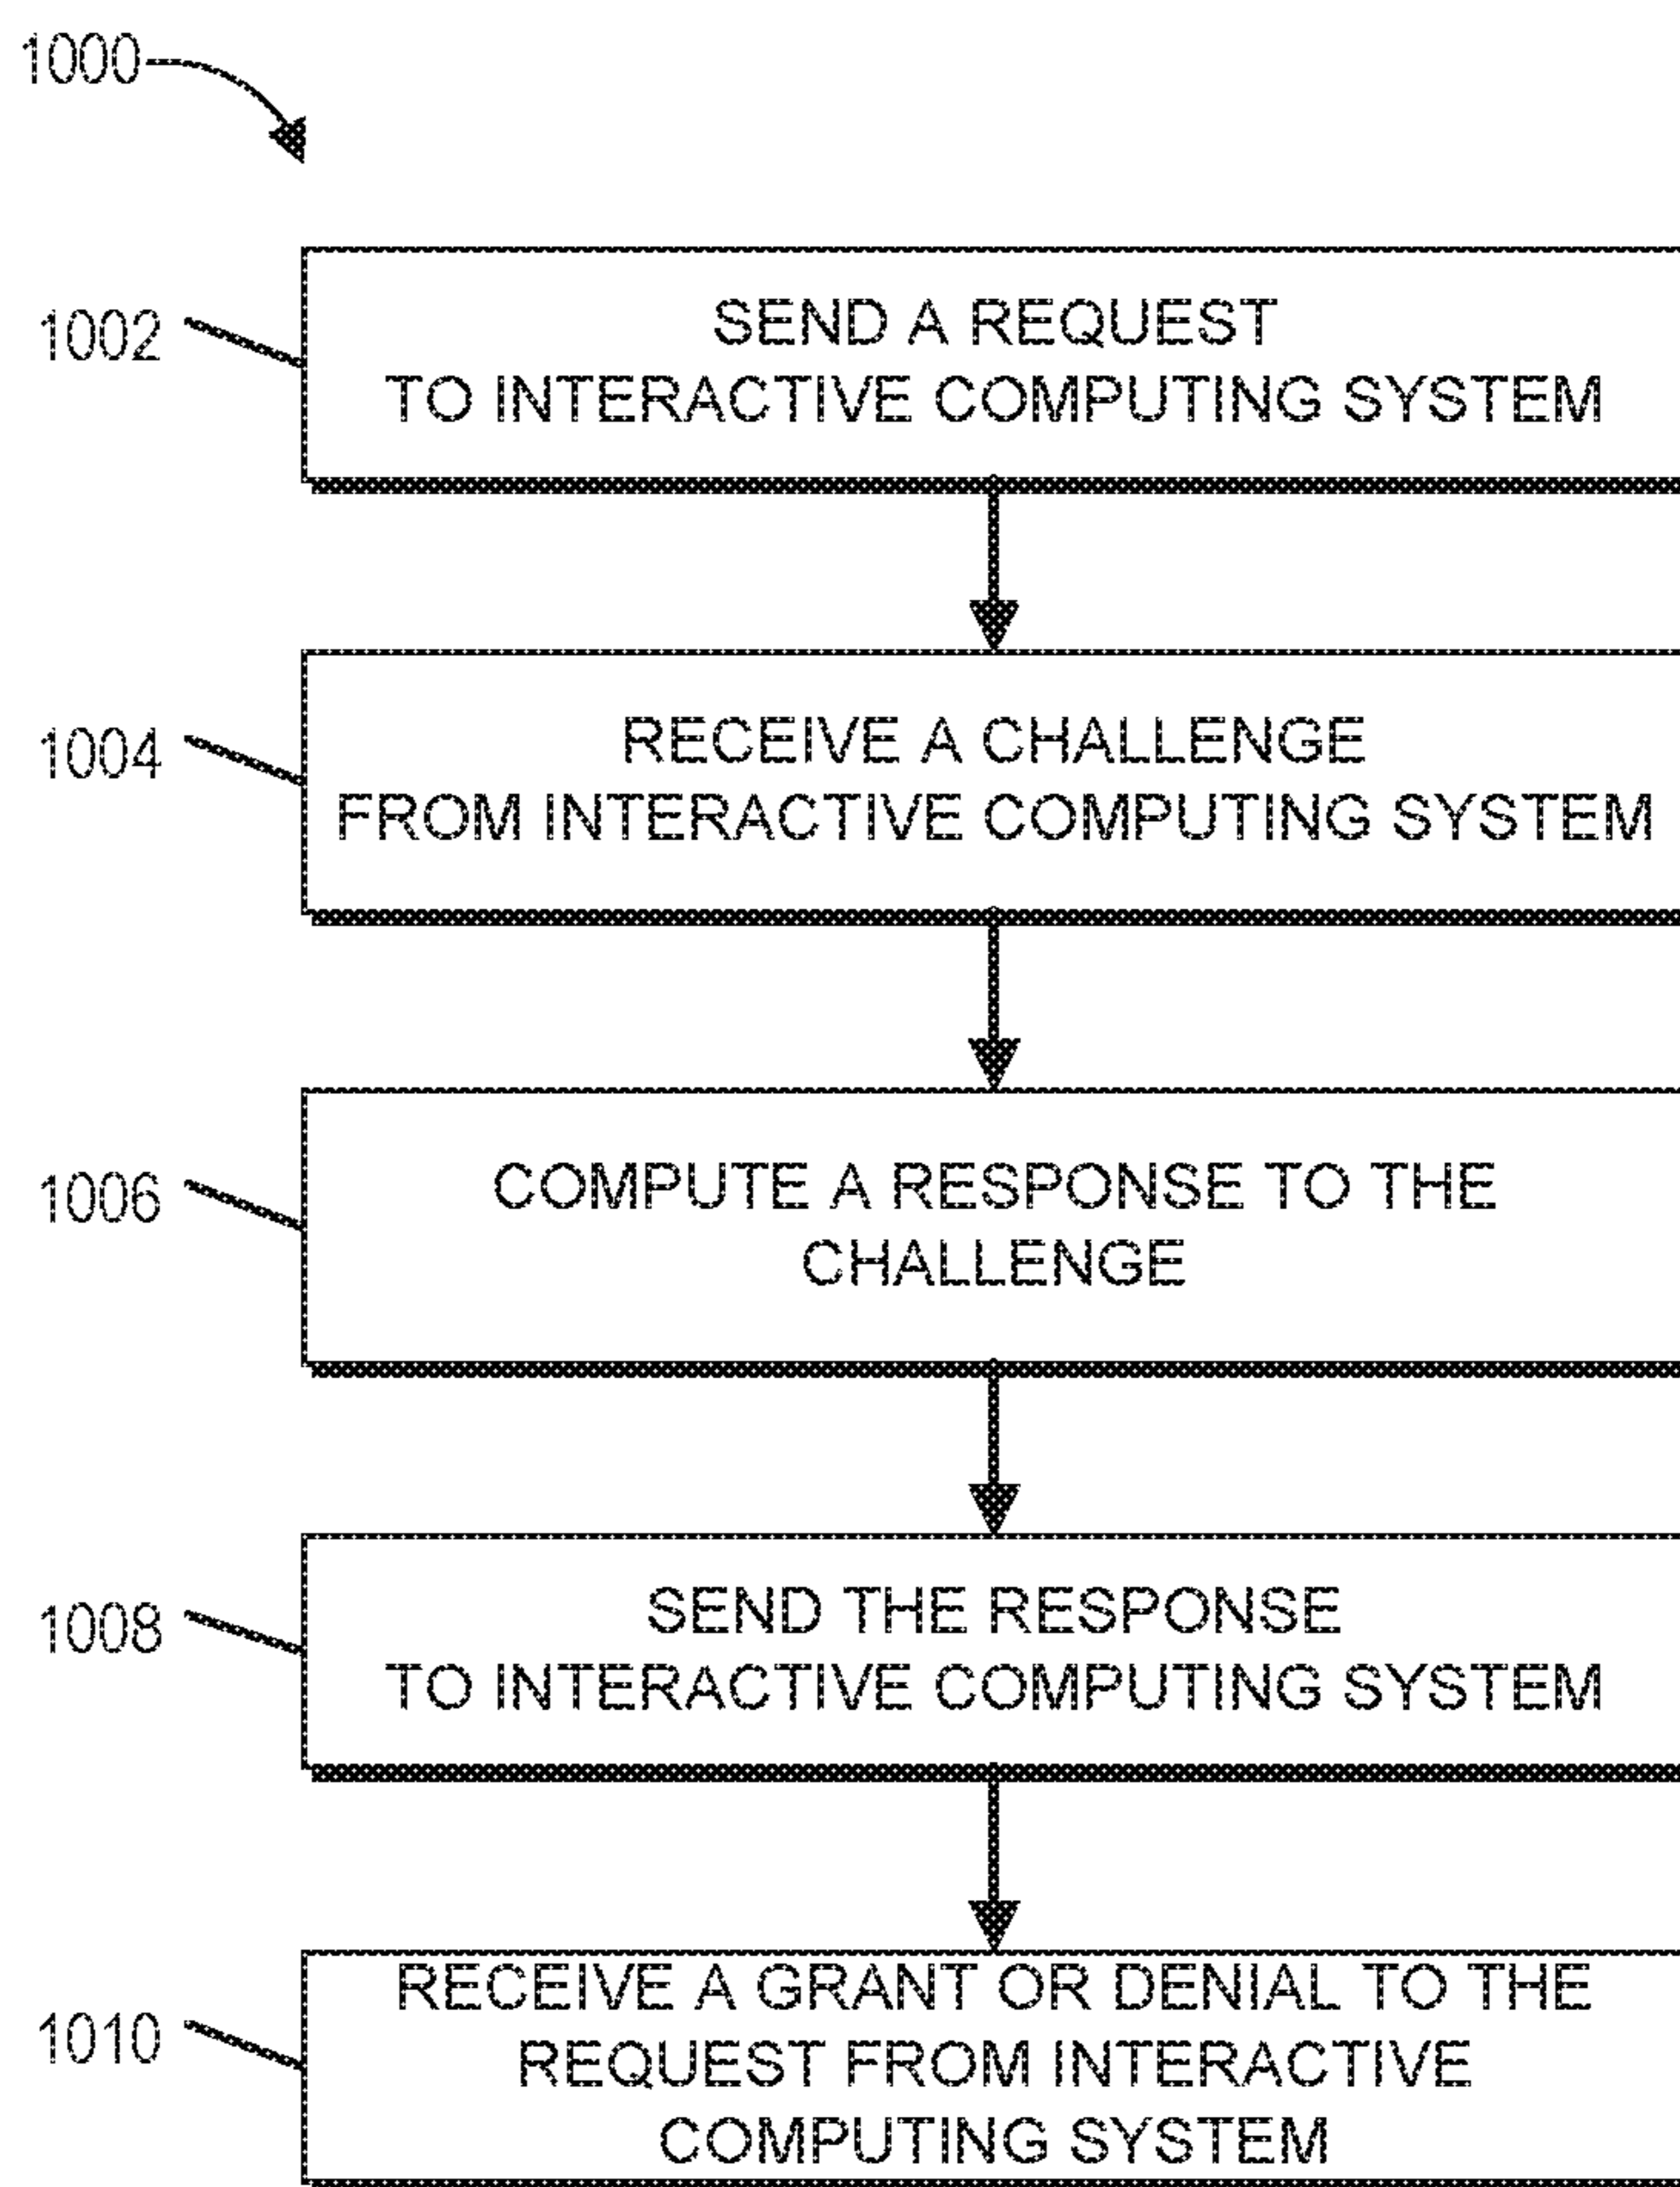 1000
1002
SEND A REQUEST
TO INTERACTIVE COMPUTING SYSTEM
1004
RECEIVE A CHALLENGE
FROM INTERACTIVE COMPUTING SYSTEM
1006
COMPUTE A RESPONSE TO THE
CHALLENGE
1008
SEND THE RESPONSE
TO INTERACTIVE COMPUTING SYSTEM
1010
RECEIVE A GRANT OR DENIAL TO THE
REQUEST FROM INTERACTIVE
COMPUTING SYSTEM